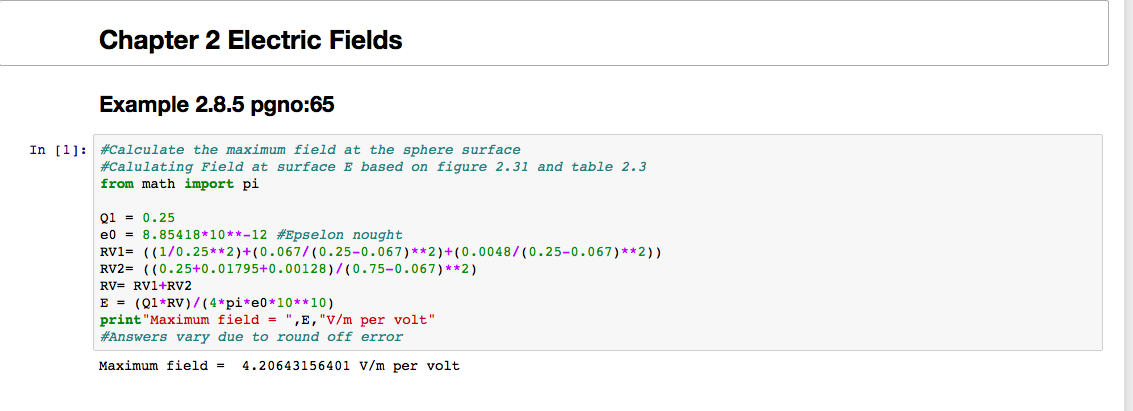 Chapter 2 Electric Fields
Example 2.8.5 pgno:65
In [1]: #Calculate the maximum field at the sphere surface
#Calulating Field at surface E based on figure 2.31 and table 2.3
from math import pi
Q1 = 0.25
e0 = 8.85418*10**-12 #Epselon nought
RV1= ((1/0.25**2)+(0.067/(0.25-0.067)**2)+(0.0048/(0.25-0.067)**2))
RV2= ((0.25+0.01795+0.00128)/(0.75-0.067)**2)
RV= RV1+RV2
E = (Q1*RV)/(4*pi*e0*10**10)
print"Maximum field = ",E,"V/m per volt"
#Answers vary due to round off error
Maximum field =  4.20643156401 V/m per volt